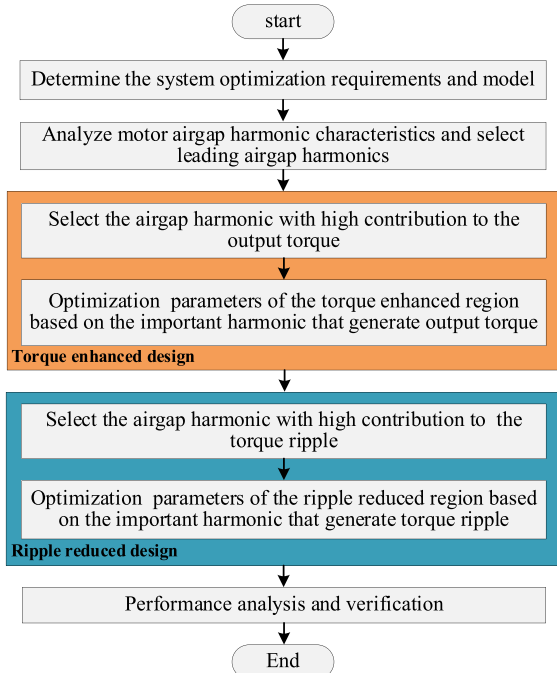 start
Determine the system optimization requirements and model
Analyze motor airgap harmonic characteristics and select
leading airgap harmonics
Select the airgap harmonic with high contribution to the
output torque
Optimization parameters of the torque enhanced region
based on the important harmonic that generate output torque
Torque enhanced design
Select the airgap harmonic with high contribution to the
torque ripple
Optimization parameters of the ripple reduced region based
on the important harmonic that generate torque ripple
Ripple reduced design
Performance analysis and verification
End